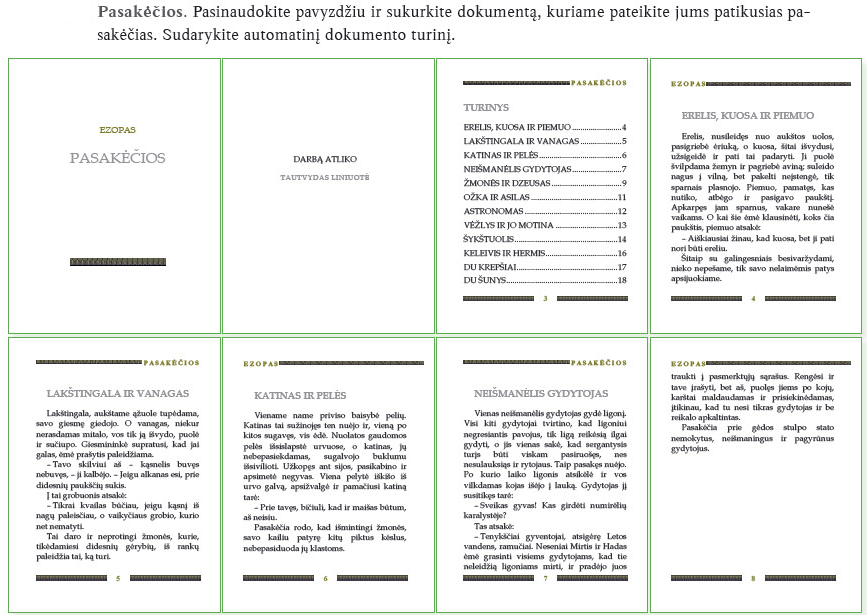 Pasakėčios. Pasinaudokite pavyzdžiu ir sukurkite dokumentą, kuriame pateikite jums patikusias pa-
sakėčias. Sudarykite automatinį dokumento turinį.
EZOPAS
PASAKĖČIOS
DARBĄ ATLIKO
TAUTVYDAS LINIUOTĖ
PASAKĖČIOS
TURINYS
ERELIS, KUOSA IR PIEMUO ........................4
LAKŠTINGALA IR VANAGAS ........................5
KATINAS IR PELĖS ........................6
NEIŠMANĖLIS GYDYTOJAS ........................7
ŽMONĖS IR DZEUSAS ........................9
OŽKA IR ASILAS ........................11
ASTRONOMAS ........................12
VĖŽLYS IR JO MOTINA ........................13
ŠYKŠTUOLIS ........................14
KELEIVIS IR HERMIS ........................16
DU KREPŠIAI ........................17
DU ŠUNYS ........................18
3
EZOPAS
ERELIS, KUOSA IR PIEMUO
Erelis, nusileidęs nuo aukštos uolos,
pasigriebė ėriuką, o kuosa, šitai išvydusi,
užsigeidė ir pati tai padaryti. Ji puolė
švilpdama žemyn ir pagriebė aviną; suleido
nagus į vilną, bet pakelti neįstengė, tik
sparnais plasnojo. Piemuo, pamatęs, kas
nutiko, atbėgo ir pasigavo paukštį.
Apkarpęs jam sparnus, vakare nunešė
vaikams. O kai šie ėmė klausinėti, koks čia
paukštis, piemuo atsakė:
– Aiškiausiai žinau, kad kuosa, bet ji pati
nori būti ereliu.
Šitaip su galingesniais besivaržydami,
nieko nepešame, tik savo nelaimėmis patys
apsijuokiame.
4
PASAKĖČIOS
LAKŠTINGALA IR VANAGAS
Lakštingala, aukštame ąžuole tupėdama,
savo giesmę giedojo. O vanagas, niekur
nerasdamas mitalo, vos tik ją išvydo, puolė
ir sučiupo. Giesmininkė supratusi, kad jai
galas, ėmė prašytis paleidžiama.
– Tavo skilviui aš – kąsnelis buvęs
nebuvęs, – ji kalbėjo. – Jeigu alkanas esi, prie
didesnių paukščių sukis.
Į tai grobuonis atsakė:
– Tikrai kvailas būčiau, jeigu kąsnį iš
nagų paleisčiau, o vaikyčiaus grobio, kurio
net nematyti.
Tai daro ir neprotingi žmonės, kurie,
tikėdamiesi didesnių gėrybių, iš rankų
paleidžia tai, ką turi.
5
EZOPAS
KATINAS IR PELĖS
Viename name priviso baisybė pelių.
Katinas tai sužinojęs ten nuėjo ir, vieną po
kitos sugavęs, vis ėdė. Nuolatos gaudomos
pelės išsislapstė urvuose, o katinas, jų
nebepasiekdamas, sugalvojo buklumu
išsivilioti. Užkopęs ant sijos, pasikabino ir
apsimetė negyvas. Viena pelytė iškišo iš
urvo galvą, apsižvalgė ir pamačiusi katiną
tarė:
– Prie tavęs, bičiuli, kad ir maišas būtum,
aš neisiu.
Pasakėčia rodo, kad išmintingi žmonės,
savo kailiu patyrę kitų piktus kėslus,
nebepasiduoda jų klastoms.
6
PASAKĖČIOS
NEIŠMANĖLIS GYDYTOJAS
Vienas neišmanėlis gydytojas gydė ligonį.
Visi kiti gydytojai tvirtino, kad ligoniui
negresiantis pavojus, tik ligą reikėsią ilgai
gydyti, o jis vienas sakė, kad sergantysis
turįs būti viskam pasiruošęs, nes
nesulauksiąs ir rytojaus. Taip pasakęs nuėjo.
Po kurio laiko ligonis atsikėlė ir vos
vilkdamas kojas išėjo į lauką. Gydytojas jį
susitikęs tarė:
– Sveikas gyvas! Kas girdėti numirėlių
karalystėje?
Tas atsakė:
– Tenykščiai gyventojai, atsigėrę Letos
vandens, ramučiai. Neseniai Mirtis ir Hadas
ėmė grasinti visiems gydytojams, kad tie
neleidžią ligoniams mirti, ir pradėjo juos
7
EZOPAS
traukti į pasmerktųjų sąrašus. Rengėsi ir
tave įrašyti, bet aš, puolęs jiems po kojų,
karštai maldaudamas ir prisiekinėdamas,
įtikinau, kad tu nesi tikras gydytojas ir be
reikalo apkaltintas.
Pasakėčia prie gėdos stulpo stato
nemokytus, neišmaningus ir pagyrūnus
gydytojus.
8